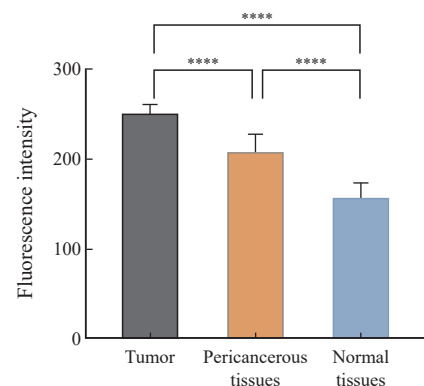 ****
****
****
300
200
100
0
Fluorescence intensity
Tumor
Pericancerous
tissues
Normal
tissues